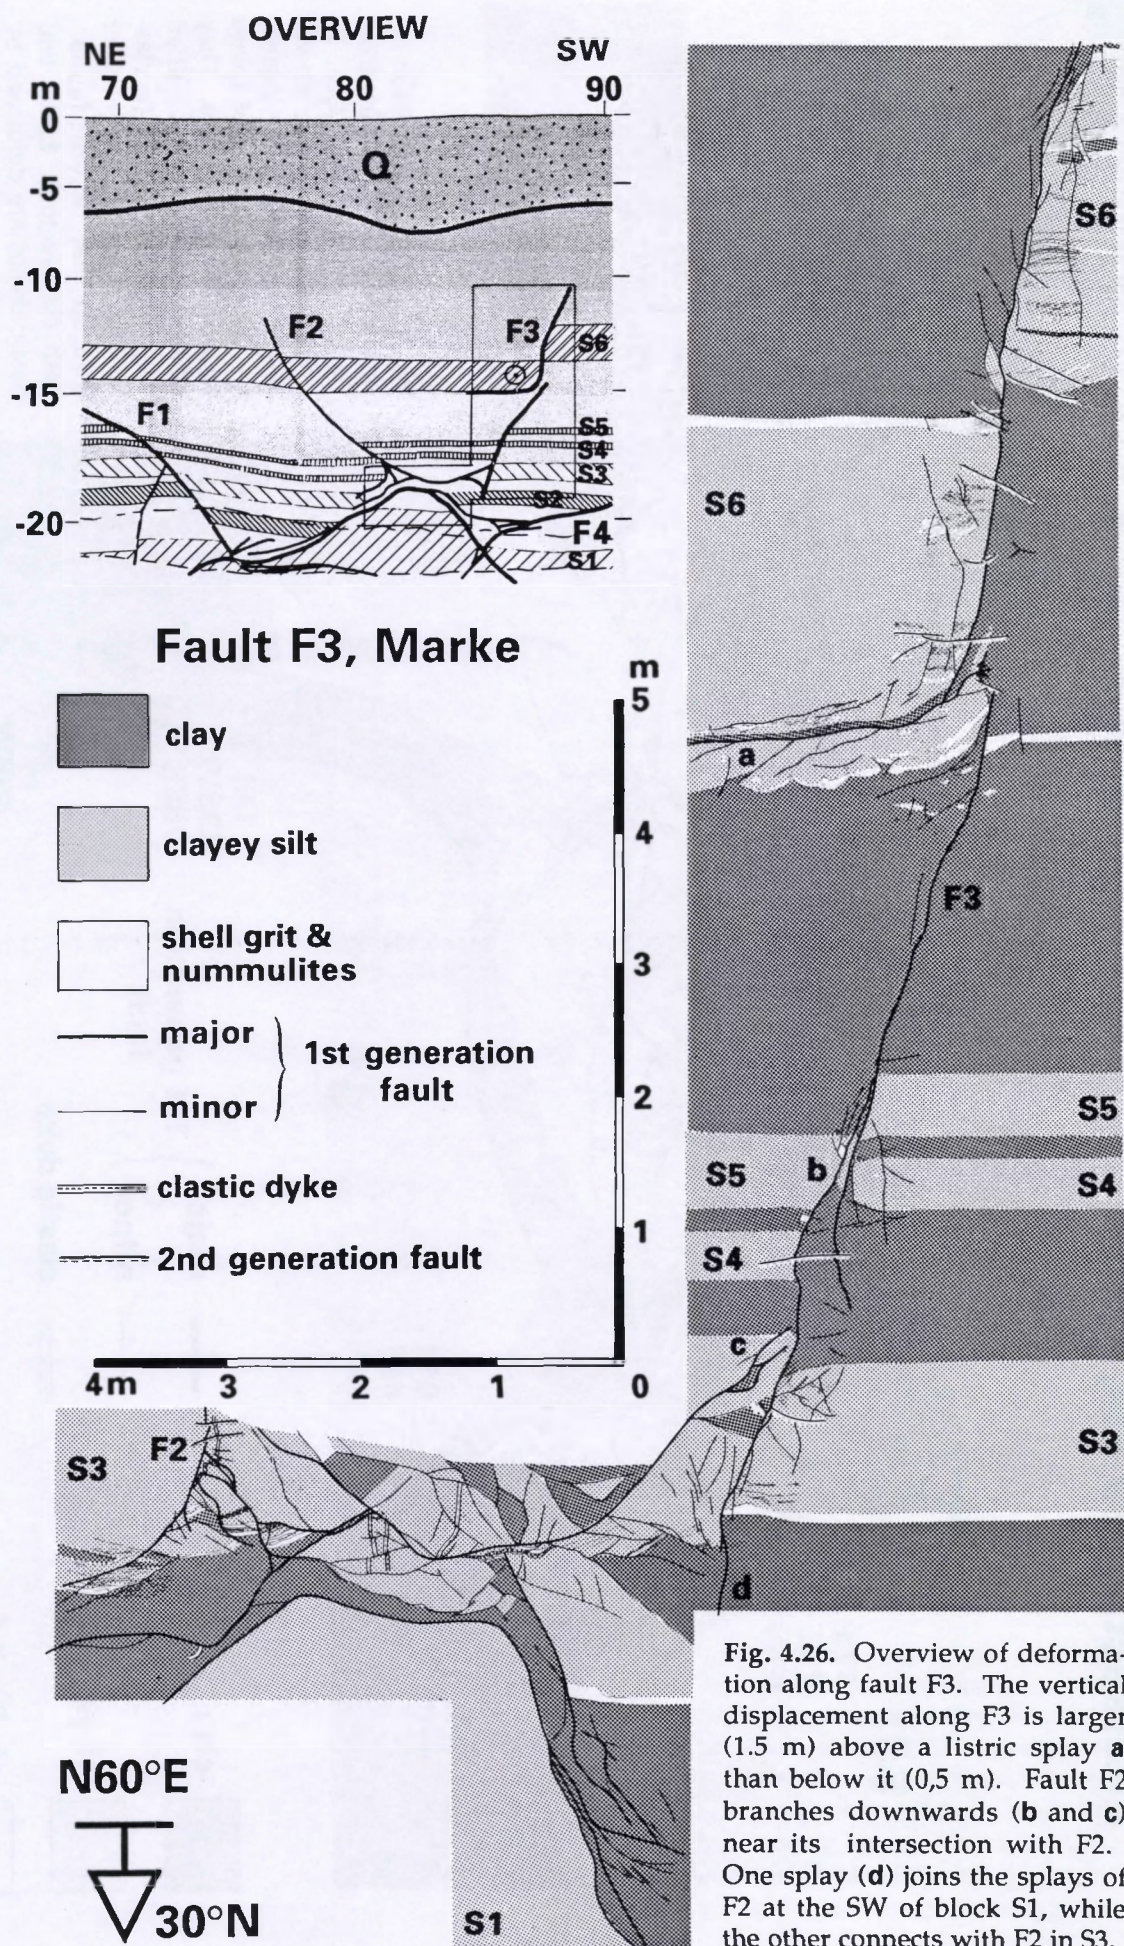 OVERVIEW
NE SW
m 70 80 90
0
Q
-5
-10
F2 F3 S6
-15
F1
S5
S4
S3
S2
-20
F4
S1
Fault F3, Marke
clay
clayey silt
shell grit &
nummulites
major
1st generation
fault
minor
clastic dyke
2nd generation fault
m
5
4
3
2
1
4m 3 2 1 0
S6
S6
a
F3
S5
S5 b
S4
S4
c
S3
F2
S3
d
S1
N60°E
30°N
Fig. 4.26. Overview of deforma-
tion along fault F3. The vertical
displacement along F3 is larger
(1.5 m) above a listric splay a
than below it (0,5 m). Fault F2
branches downwards (b and c)
near its intersection with F2.
One splay (d) joins the splays of
F2 at the SW of block S1, while
the other connects with F2 in S3.